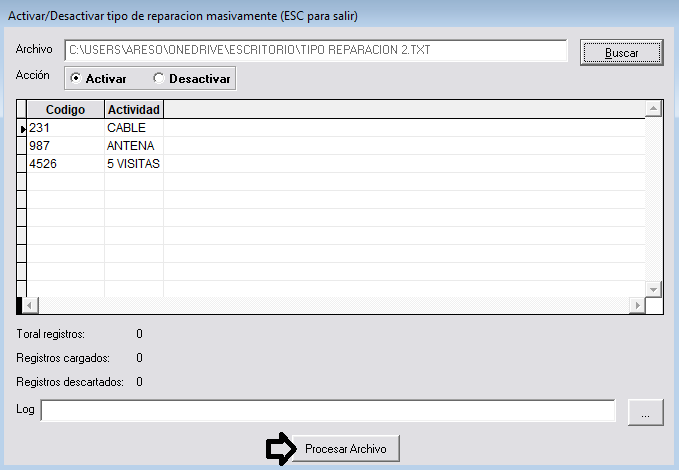 Activar/Desactivar tipo de reparacion masivamente (ESC para salir)
Archivo C:\USERS\ARESO\ONEDRIVE\ESCRITORIO\TIPO REPARACION 2.TXT Buscar
Acción Activar Desactivar
Codigo Actividad
231 CABLE
987 ANTENA
4526 5 VISITAS
Toral registros: 0
Registros cargados: 0
Registros descartados: 0
Log ...
Procesar Archivo